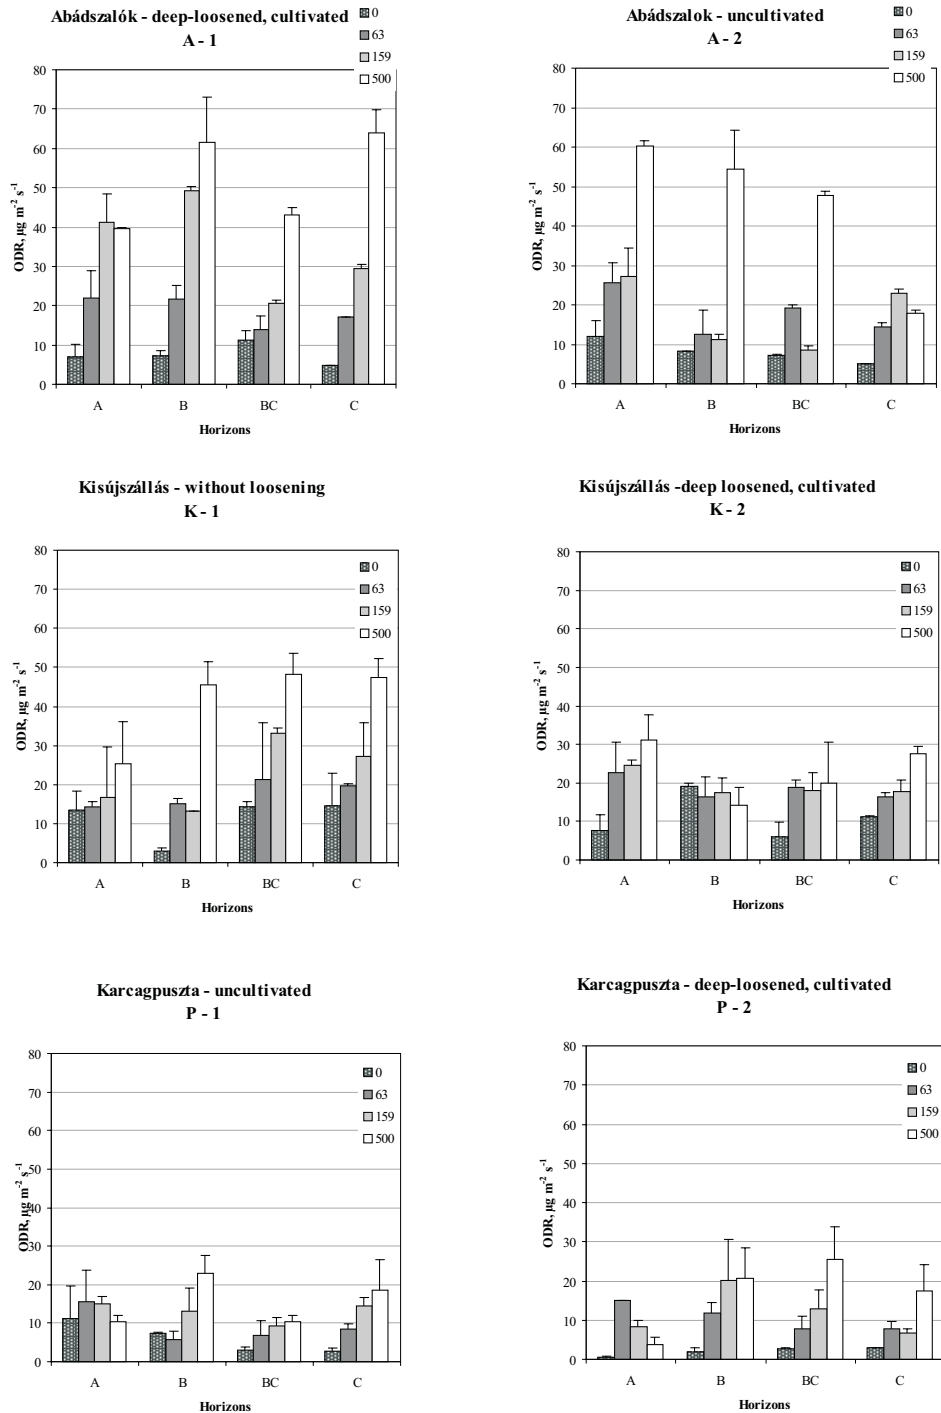 Abádszalók - deep-loosened, cultivated
A - 1
0
63
159
500
80
70
60
50
40
30
20
10
0
ODR, µg m-2 s-1
A B BC C
Horizons
Abádszalok - uncultivated
A - 2
0
63
159
500
80
70
60
50
40
30
20
10
0
ODR, µg m-2 s-1
A B BC C
Horizons
Kisújszállás - without loosening
K - 1
0
63
159
500
80
70
60
50
40
30
20
10
0
ODR, µg m-2 s-1
A B BC C
Horizons
Kisújszállás -deep loosened, cultivated
K - 2
0
63
159
500
80
70
60
50
40
30
20
10
0
ODR, µg m-2 s-1
A B BC C
Horizons
Karcagpuszta - uncultivated
P - 1
0
63
159
500
80
70
60
50
40
30
20
10
0
ODR, µg m-2 s-1
A B BC C
Horizons
Karcagpuszta - deep-loosened, cultivated
P - 2
0
63
159
500
80
70
60
50
40
30
20
10
0
ODR, µg m-2 s-1
A B BC C
Horizons